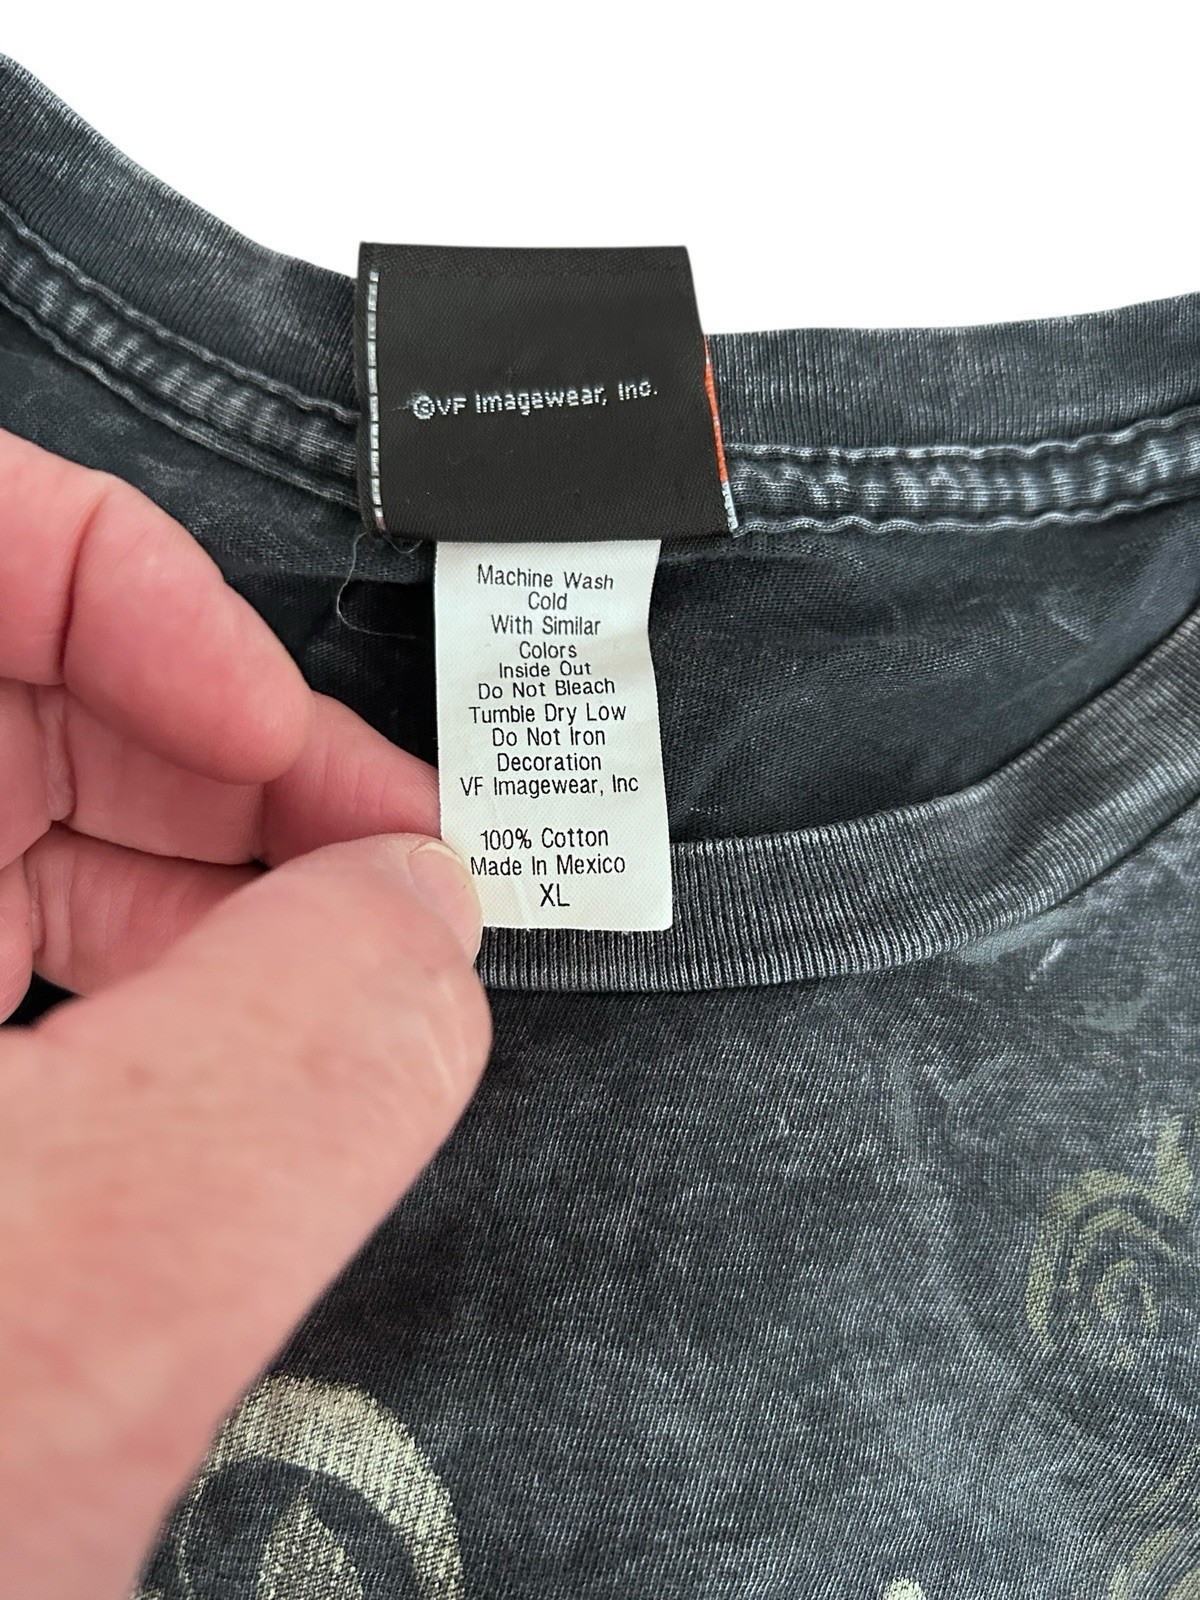 ©VF Imagewear, Inc.
Machine Wash
Cold
With Similar
Colors
Inside Out
Do Not Bleach
Tumble Dry Low
Do Not Iron
Decoration
VF Imagewear, Inc
100% Cotton
Made In Mexico
XL